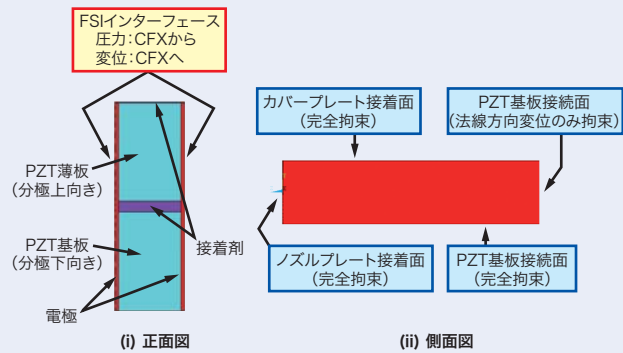 FSIインターフェース
圧力：CFXから
変位：CFXへ
PZT薄板
(分極上向き)
PZT基板
(分極下向き)
接着剤
電極
(i) 正面図
カバープレート接着面
(完全拘束)
PZT基板接続面
(法線方向変位のみ拘束)
ノズルプレート接着面
(完全拘束)
PZT基板接続面
(完全拘束)
(ii) 側面図